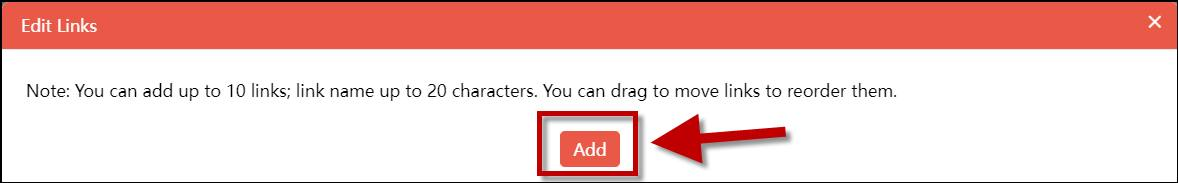 Edit Links
Note: You can add up to 10 links; link name up to 20 characters. You can drag to move links to reorder them.
Add